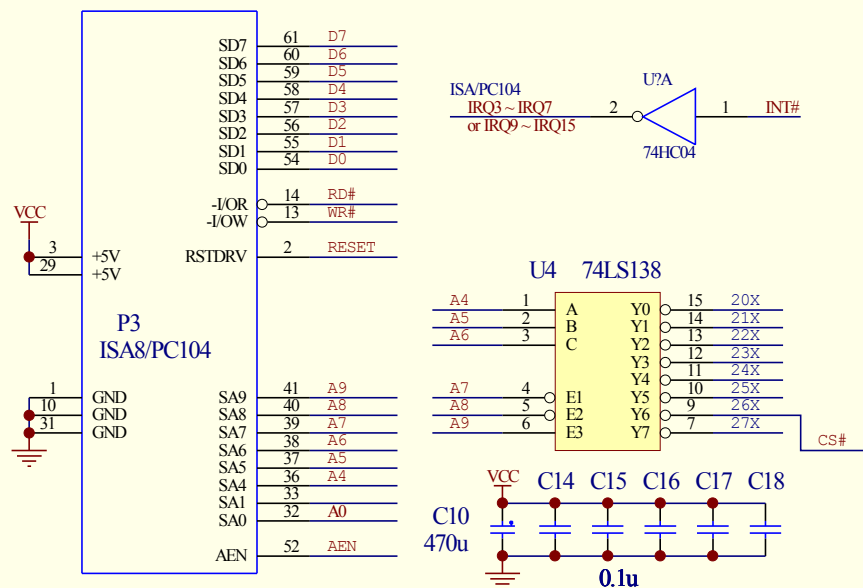 SD7 61 D7
SD6 60 D6
SD5 59 D5
SD4 58 D4
SD3 57 D3
SD2 56 D2
SD1 55 D1
SD0 54 D0
-I/OR 14 RD#
-I/OW 13 WR#
VCC
3 +5V
29 +5V
RSTDRV 2 RESET
P3
ISA8/PC104
1 GND
10 GND
31 GND
SA9 41 A9
SA8 40 A8
SA7 39 A7
SA6 38 A6
SA5 37 A5
SA4 36 A4
SA1 33
SA0 32 A0
AEN 52 AEN
U?A
ISA/PC104
IRQ3 ~ IRQ7
or IRQ9 ~ IRQ15
2
1
INT#
74HC04
U4 74LS138
A4 1 A Y0 15 20X
A5 2 B Y1 14 21X
A6 3 C Y2 13 22X
Y3 12 23X
Y4 11 24X
A7 4 E1 Y5 10 25X
A8 5 E2 Y6 9 26X
A9 6 E3 Y7 7 27X
CS#
VCC
C14 C15 C16 C17 C18
C10
470u
0.1u